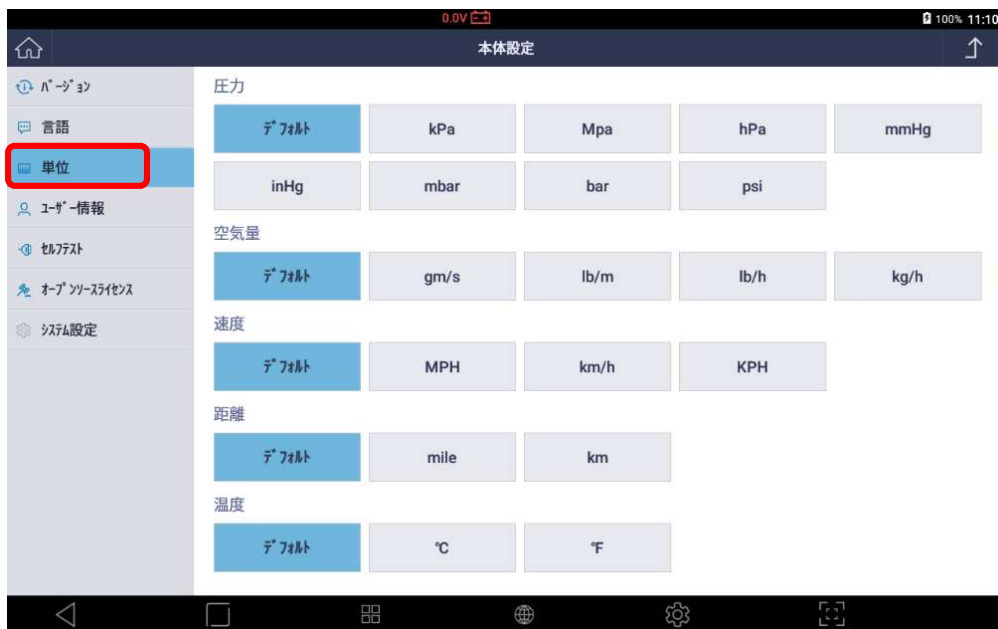 0.0V
100% 11:10
本体設定
ﾊﾞｰｼﾞｮﾝ
言語
単位
ﾕｰｻﾞｰ情報
ｾﾙﾌﾃｽﾄ
ｵｰﾌﾟﾝｿｰｽﾗｲｾﾝｽ
ｼｽﾃﾑ設定
圧力
ﾃﾞﾌｫﾙﾄ kPa Mpa hPa mmHg
inHg mbar bar psi
空気量
ﾃﾞﾌｫﾙﾄ gm/s lb/m lb/h kg/h
速度
ﾃﾞﾌｫﾙﾄ MPH km/h KPH
距離
ﾃﾞﾌｫﾙﾄ mile km
温度
ﾃﾞﾌｫﾙﾄ ℃ ℉